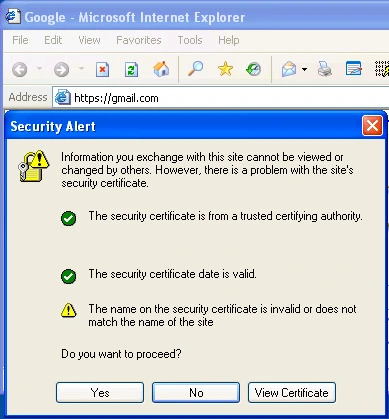 Google - Microsoft Internet Explorer
File Edit View Favorites Tools Help
Address https://gmail.com
Security Alert
Information you exchange with this site cannot be viewed or
changed by others. However, there is a problem with the site's
security certificate.
The security certificate is from a trusted certifying authority.
The security certificate date is valid.
The name on the security certificate is invalid or does not
match the name of the site
Do you want to proceed?
Yes No View Certificate